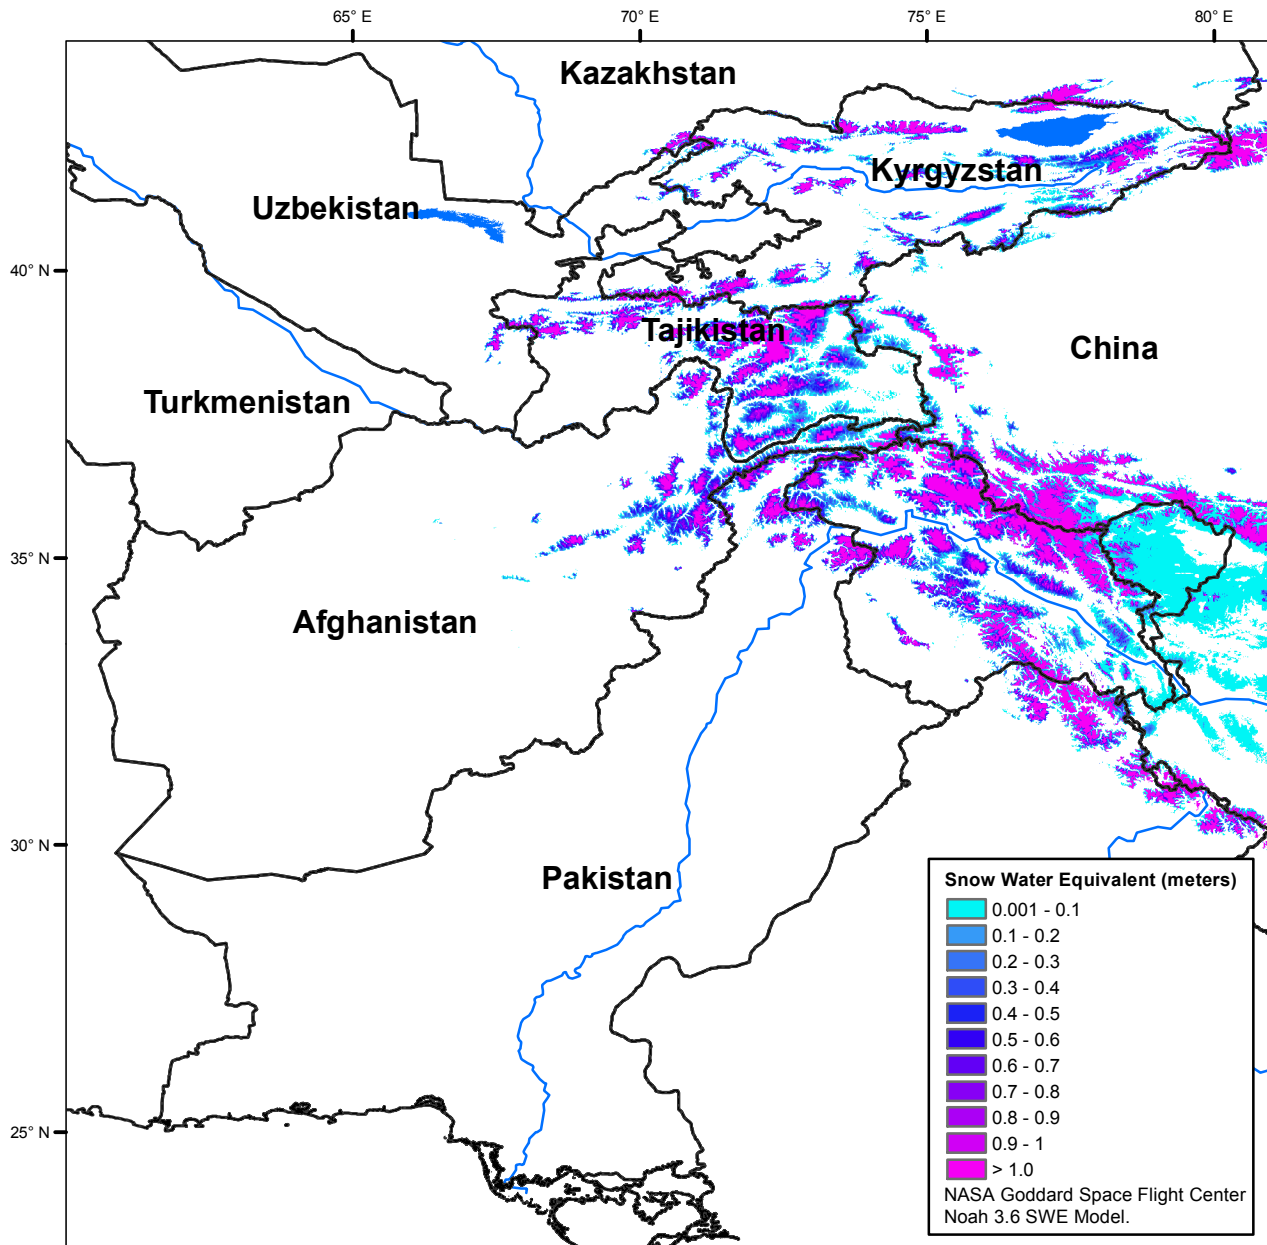 65° E
70° E
75° E
80° E
Kazakhstan
Kyrgyzstan
Uzbekistan
40° N
Tajikistan
China
Turkmenistan
35° N
Afghanistan
30° N
Pakistan
25° N
Snow Water Equivalent (meters)
0.001 - 0.1
0.1 - 0.2
0.2 - 0.3
0.3 - 0.4
0.4 - 0.5
0.5 - 0.6
0.6 - 0.7
0.7 - 0.8
0.8 - 0.9
0.9 - 1
> 1.0
NASA Goddard Space Flight Center
Noah 3.6 SWE Model.